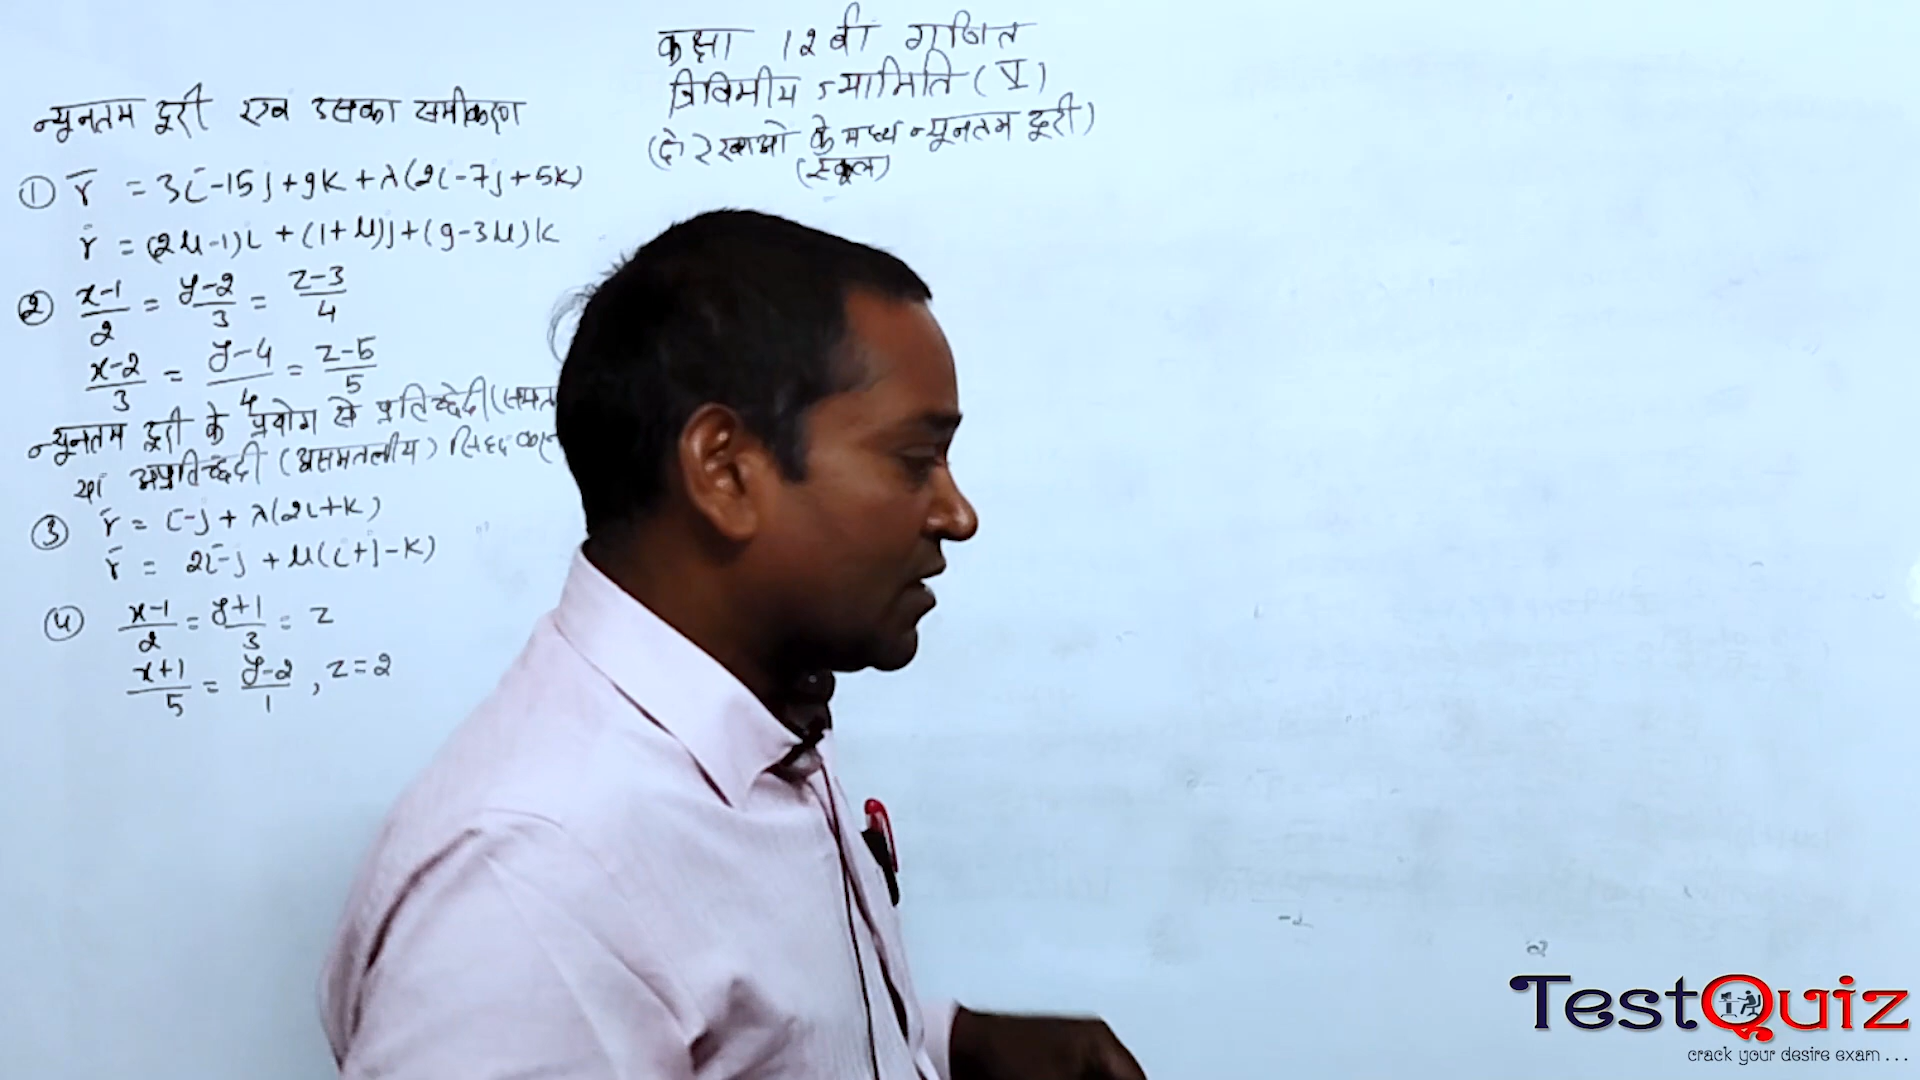 कक्षा 12वी गणित
त्रिविमीय ज्यामिति (V)
(दो रेखाओ के मध्य न्यूनतम दूरी)
(स्कूल)
न्यूनतम दूरी एव उसका समीकरण
① r̄ = 3i-15j+9k+λ(2i-7j+5k)
r̄ = (2μ-1)i+(1+μ)j+(9-3μ)k
② x-1/2 = y-2/3 = z-3/4
x-2/3 = y-4/4 = z-5/5
न्यूनतम दूरी के प्रयोग से प्रतिच्छेदी
या अप्रतिच्छेदी (असमतलीय) सिद्ध
③ r̄ = i-j+λ(2i+k)
r̄ = 2i-j+μ(i+j-k)
④ x-1/2 = y+1/3 = z
x+1/5 = y-2/1, z=2
TestQuiz
crack your desire exam...